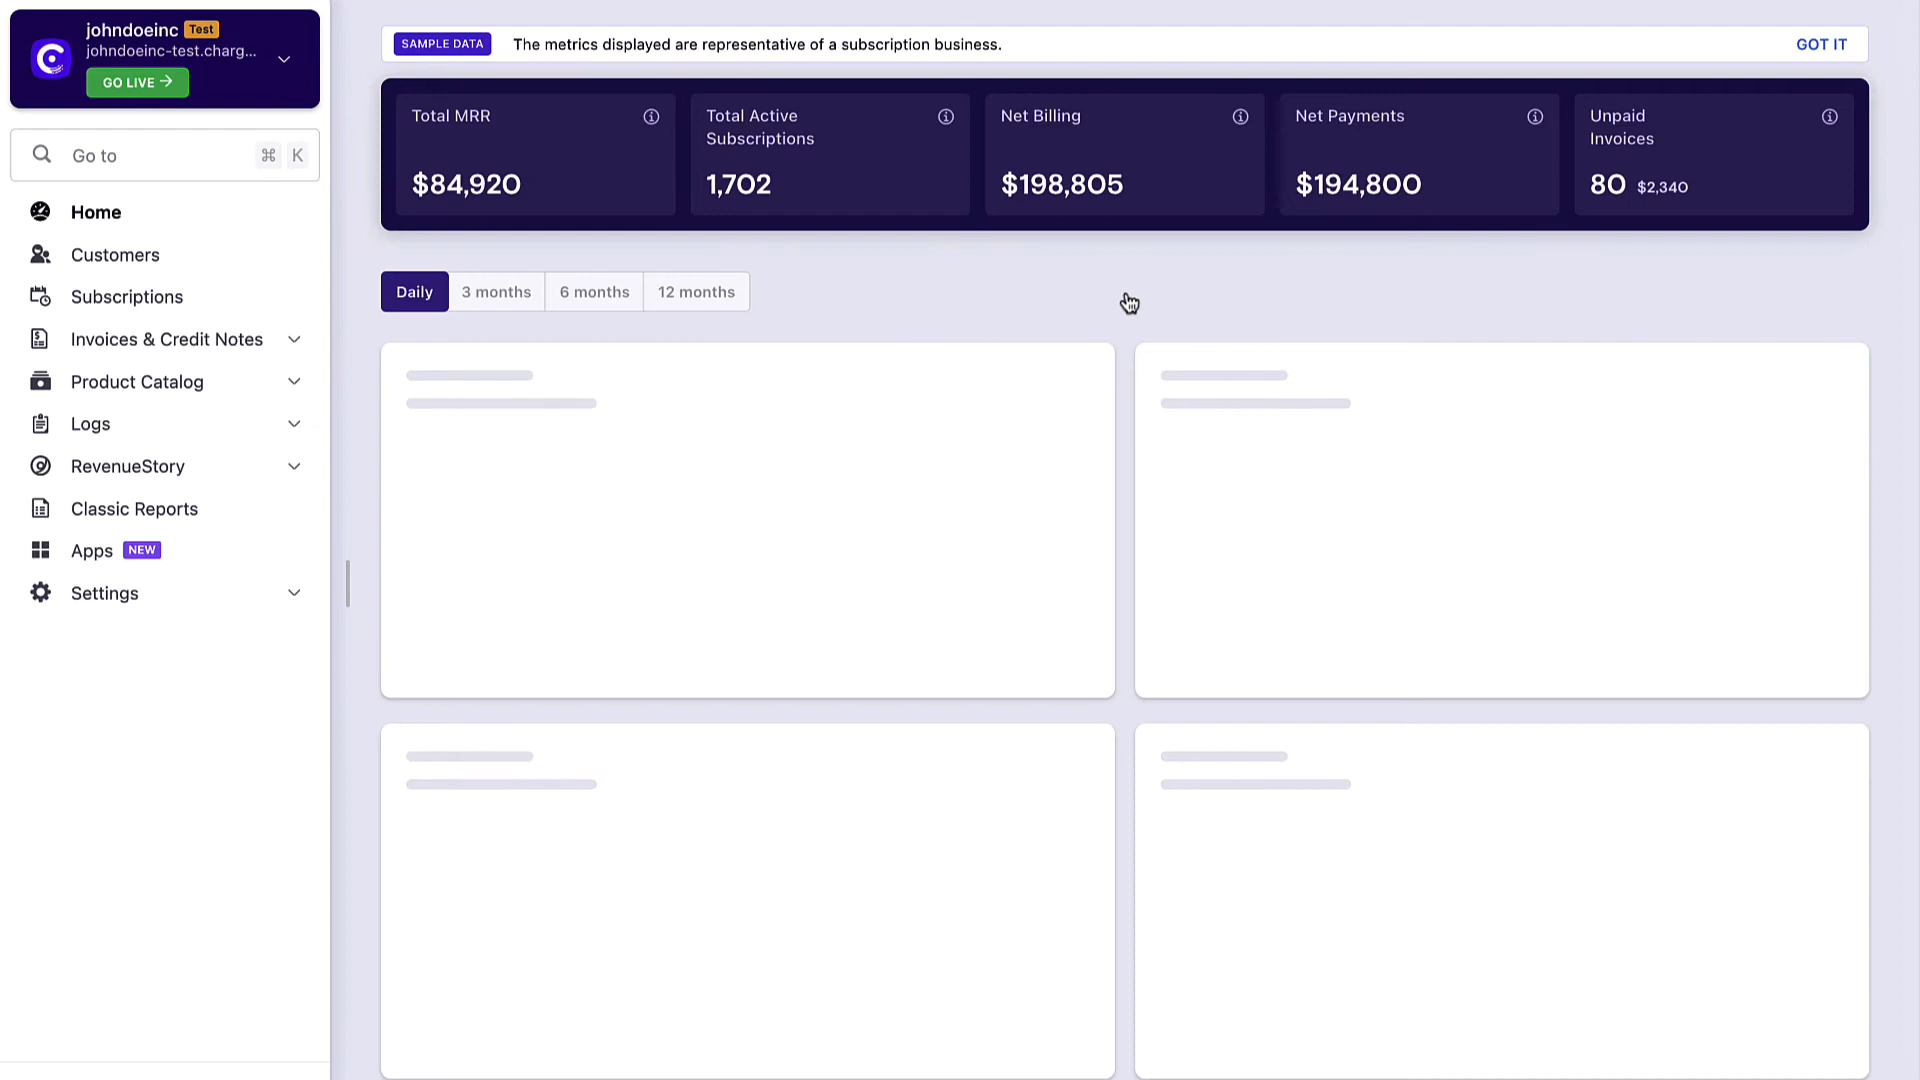 johndoeinc Test
johndoeinc-test.charg...
GO LIVE →
Go to ⌘ K
Home
Customers
Subscriptions
Invoices & Credit Notes
Product Catalog
Logs
RevenueStory
Classic Reports
Apps NEW
Settings
SAMPLE DATA The metrics displayed are representative of a subscription business. GOT IT
Total MRR
$84,920
Total Active
Subscriptions
1,702
Net Billing
$198,805
Net Payments
$194,800
Unpaid
Invoices
80 $2,340
Daily 3 months 6 months 12 months